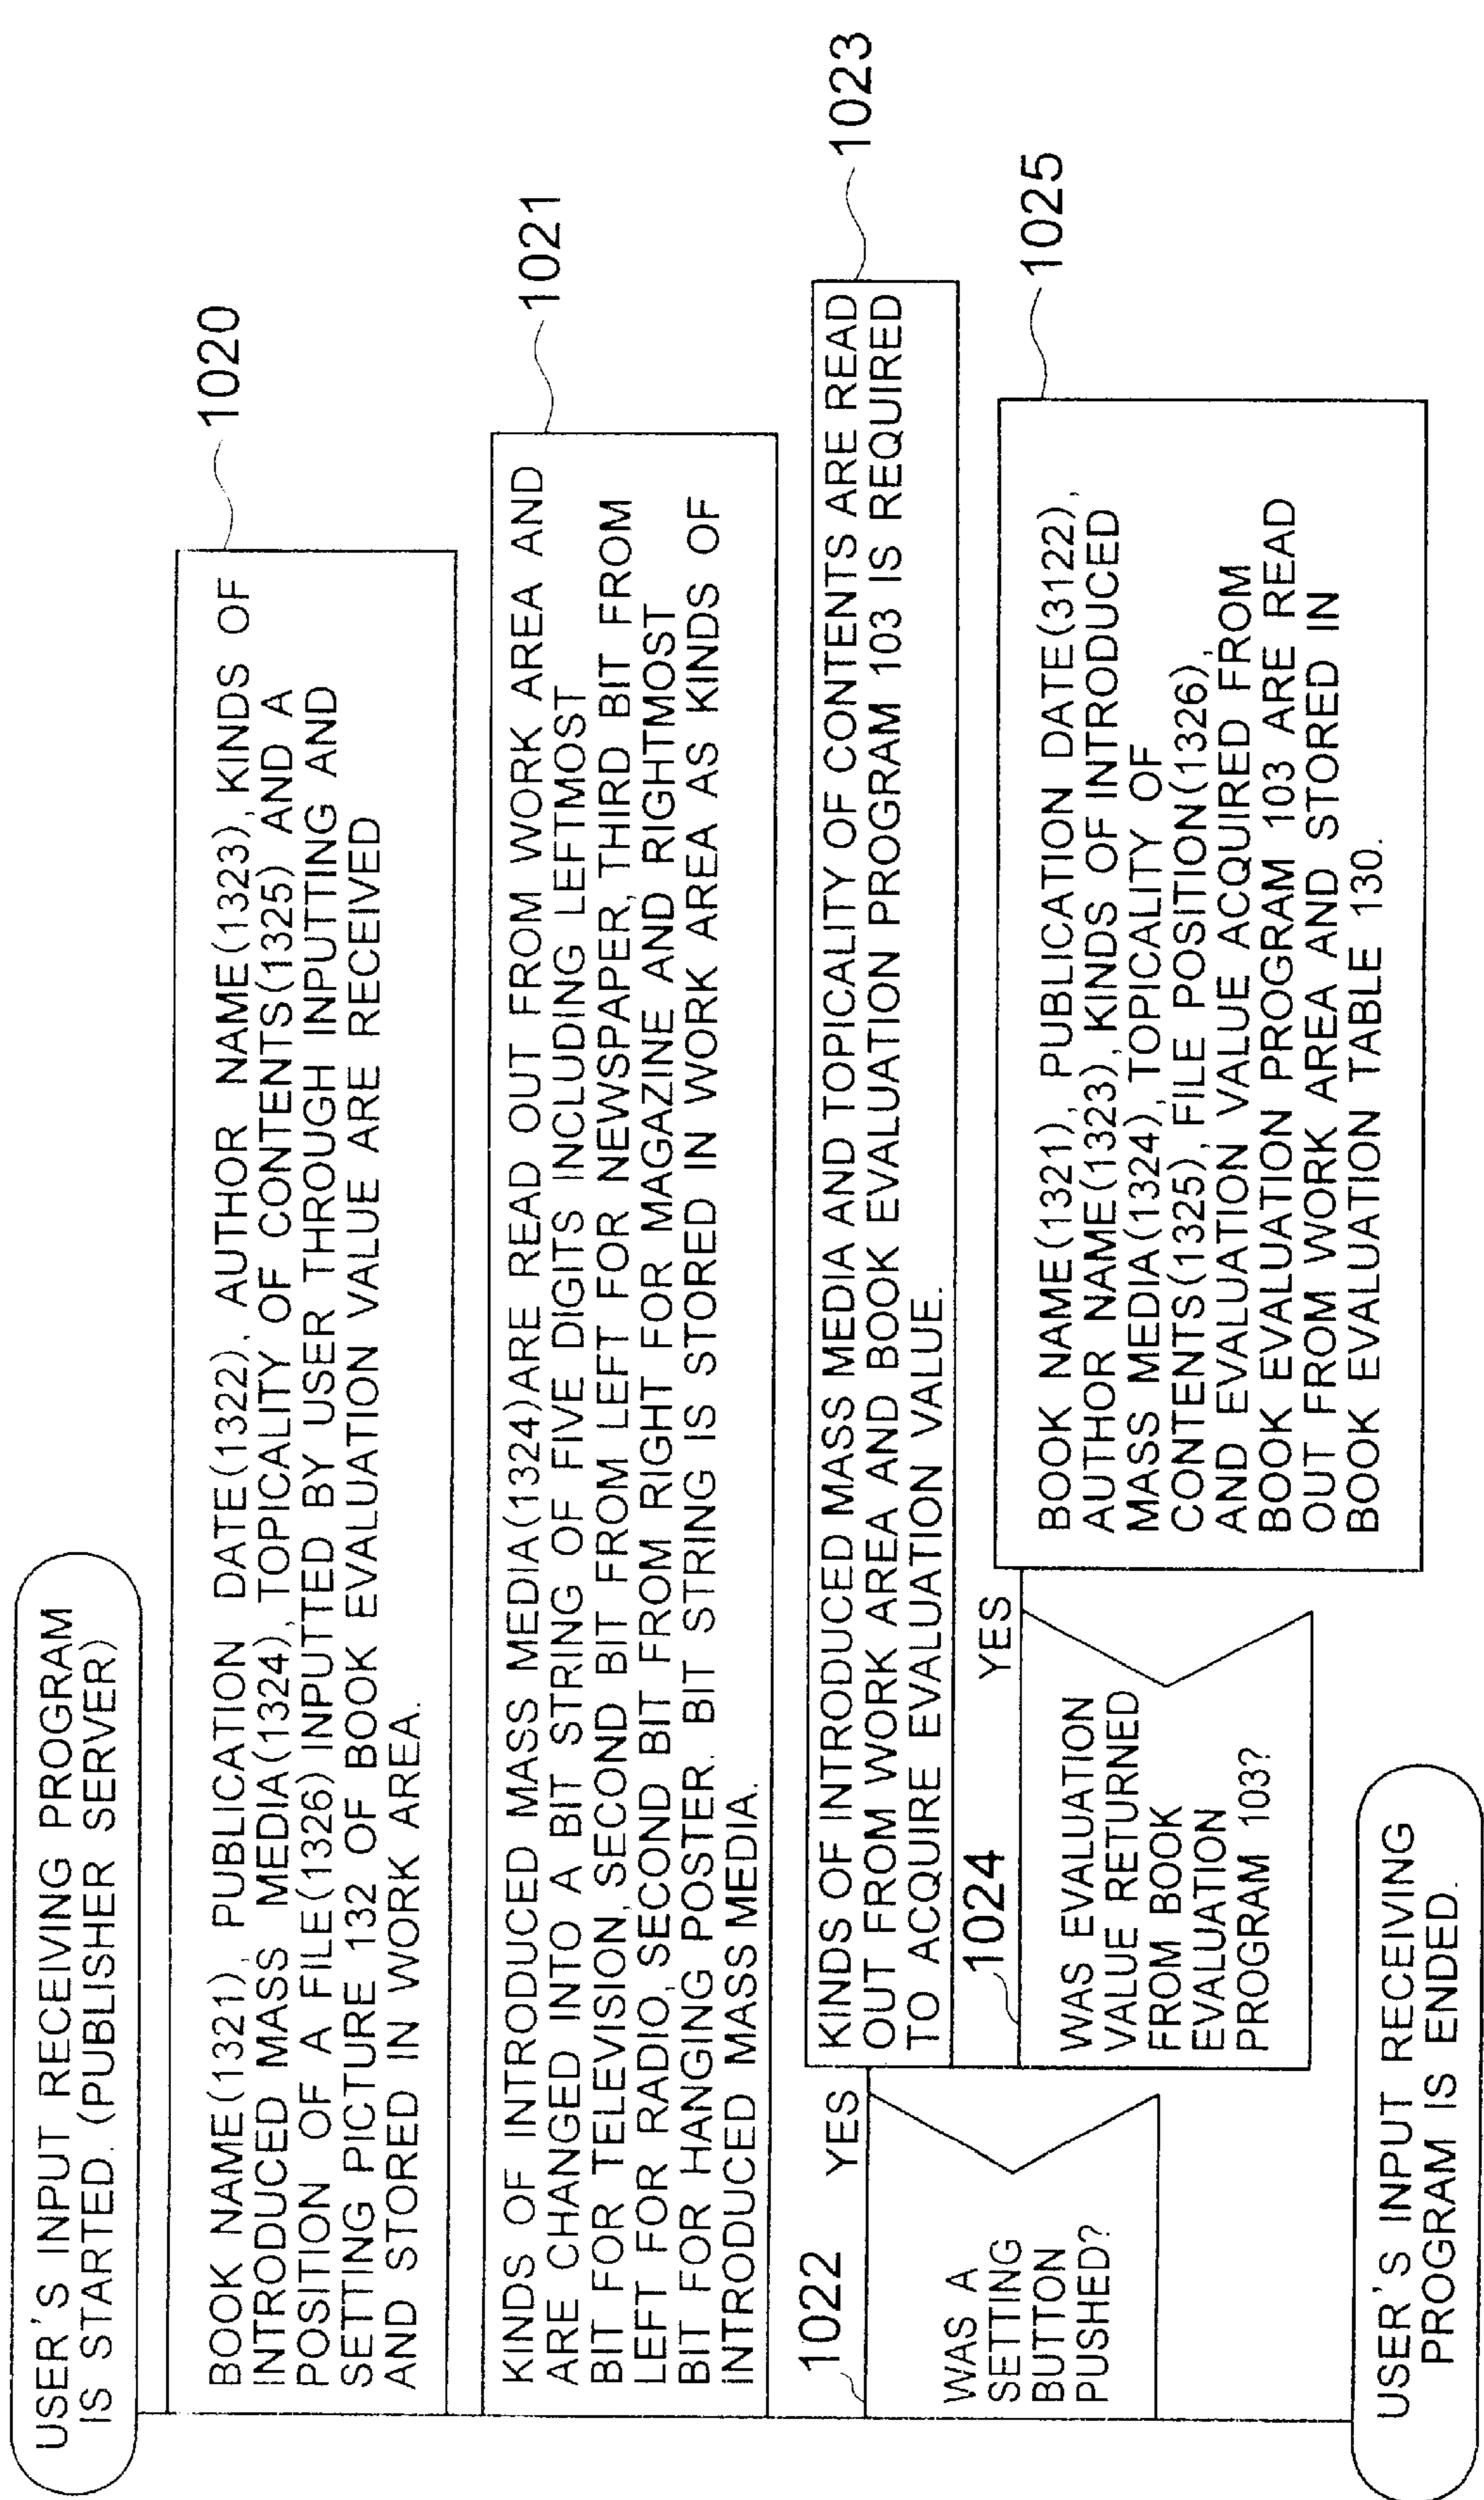 USER'S INPUT RECEIVING PROGRAM
IS STARTED. (PUBLISHER SERVER)
1020
BOOK NAME(1321), PUBLICATION DATE(1322), AUTHOR NAME(1323), KINDS OF
INTRODUCED MASS MEDIA(1324), TOPICALITY OF CONTENTS(1325) AND A
POSITION OF A FILE(1326) INPUTTED BY USER THROUGH INPUTTING AND
SETTING PICTURE 132 OF BOOK EVALUATION VALUE ARE RECEIVED
AND STORED IN WORK AREA.
1021
KINDS OF INTRODUCED MASS MEDIA(1324)ARE READ OUT FROM WORK AREA AND
ARE CHANGED INTO A BIT STRING OF FIVE DIGITS INCLUDING LEFTMOST
BIT FOR TELEVISION, SECOND BIT FROM LEFT FOR NEWSPAPER, THIRD BIT FROM
LEFT FOR RADIO, SECOND BIT FROM RIGHT FOR MAGAZINE AND RIGHTMOST
BIT FOR HANGING POSTER. BIT STRING IS STORED IN WORK AREA AS KINDS OF
INTRODUCED MASS MEDIA.
1022
YES
WAS A
SETTING
BUTTON
PUSHED?
1023
KINDS OF INTRODUCED MASS MEDIA AND TOPICALITY OF CONTENTS ARE READ
OUT FROM WORK AREA AND BOOK EVALUATION PROGRAM 103 IS REQUIRED
TO ACQUIRE EVALUATION VALUE.
1024
YES
WAS EVALUATION
VALUE RETURNED
FROM BOOK
EVALUATION
PROGRAM 103?
1025
BOOK NAME(1321), PUBLICATION DATE(3122),
AUTHOR NAME(1323), KINDS OF INTRODUCED
MASS MEDIA(1324), TOPICALITY OF
CONTENTS(1325), FILE POSITION(1326),
AND EVALUATION VALUE ACQUIRED FROM
BOOK EVALUATION PROGRAM 103 ARE READ
OUT FROM WORK AREA AND STORED IN
BOOK EVALUATION TABLE 130.
USER'S INPUT RECEIVING
PROGRAM IS ENDED.